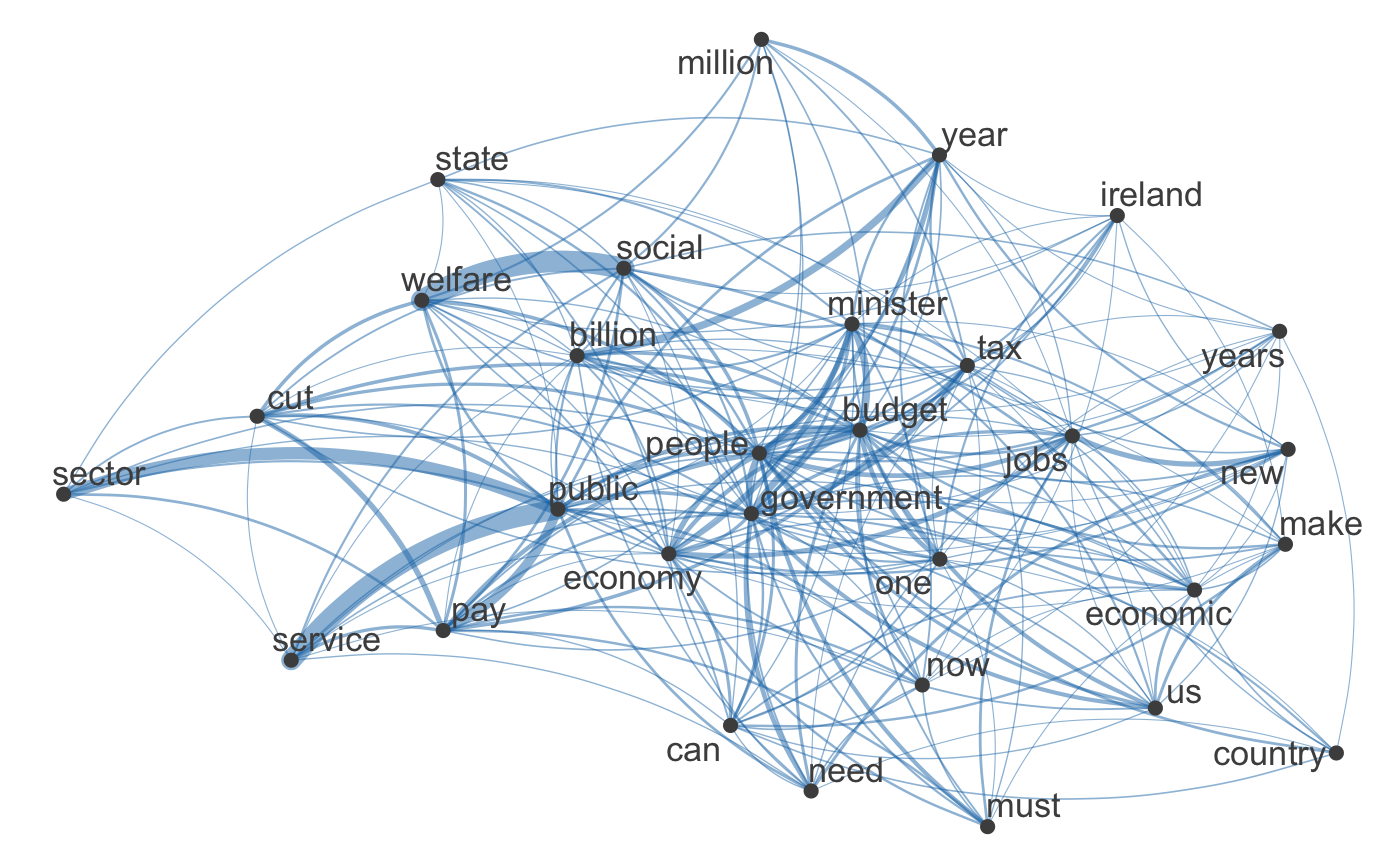 million
year
state
ireland
social
welfare
minister
billion
tax
years
cut
budget
people
jobs
sector
new
public
government
make
economy
one
pay
economic
service
now
us
can
country
need
must